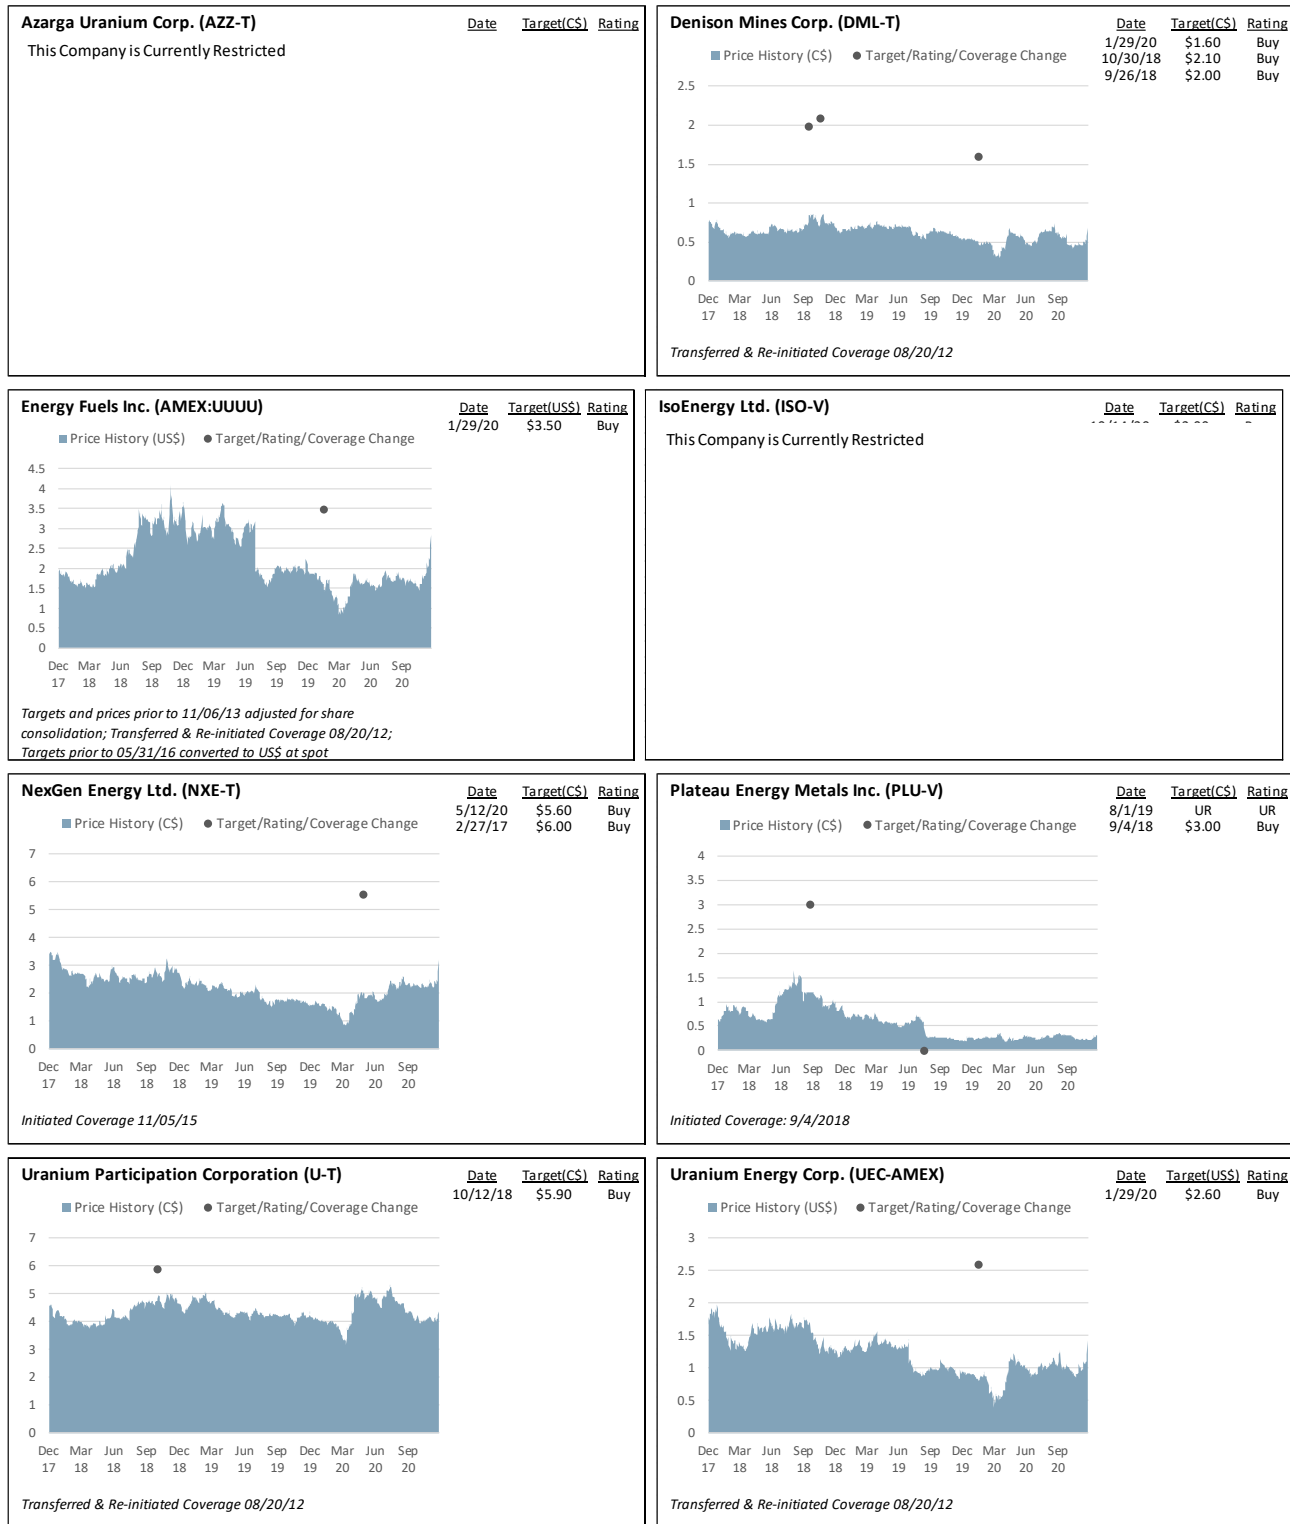 Azarga Uranium Corp. (AZZ-T)
Date Target(C$) Rating
This Company is Currently Restricted
Denison Mines Corp. (DML-T)
Date Target(C$) Rating
1/29/20 $1.60 Buy
10/30/18 $2.10 Buy
9/26/18 $2.00 Buy
Price History (C$) Target/Rating/Coverage Change
2.5
2
1.5
1
0.5
0
Dec Mar Jun Sep Dec Mar Jun Sep Dec Mar Jun Sep
17 18 18 18 18 19 19 19 19 20 20 20
Transferred & Re-initiated Coverage 08/20/12
Energy Fuels Inc. (AMEX:UUUU)
Date Target(US$) Rating
1/29/20 $3.50 Buy
Price History (US$) Target/Rating/Coverage Change
4.5
4
3.5
3
2.5
2
1.5
1
0.5
0
Dec Mar Jun Sep Dec Mar Jun Sep Dec Mar Jun Sep
17 18 18 18 18 19 19 19 19 20 20 20
Targets and prices prior to 11/06/13 adjusted for share
consolidation; Transferred & Re-initiated Coverage 08/20/12;
Targets prior to 05/31/16 converted to US$ at spot
IsoEnergy Ltd. (ISO-V)
Date Target(C$) Rating
This Company is Currently Restricted
NexGen Energy Ltd. (NXE-T)
Date Target(C$) Rating
5/12/20 $5.60 Buy
2/27/17 $6.00 Buy
Price History (C$) Target/Rating/Coverage Change
7
6
5
4
3
2
1
0
Dec Mar Jun Sep Dec Mar Jun Sep Dec Mar Jun Sep
17 18 18 18 18 19 19 19 19 20 20 20
Initiated Coverage 11/05/15
Plateau Energy Metals Inc. (PLU-V)
Date Target(C$) Rating
8/1/19 UR UR
9/4/18 $3.00 Buy
Price History (C$) Target/Rating/Coverage Change
4
3.5
3
2.5
2
1.5
1
0.5
0
Dec Mar Jun Sep Dec Mar Jun Sep Dec Mar Jun Sep
17 18 18 18 18 19 19 19 19 20 20 20
Initiated Coverage: 9/4/2018
Uranium Participation Corporation (U-T)
Date Target(C$) Rating
10/12/18 $5.90 Buy
Price History (C$) Target/Rating/Coverage Change
7
6
5
4
3
2
1
0
Dec Mar Jun Sep Dec Mar Jun Sep Dec Mar Jun Sep
17 18 18 18 18 19 19 19 19 20 20 20
Transferred & Re-initiated Coverage 08/20/12
Uranium Energy Corp. (UEC-AMEX)
Date Target(US$) Rating
1/29/20 $2.60 Buy
Price History (US$) Target/Rating/Coverage Change
3
2.5
2
1.5
1
0.5
0
Dec Mar Jun Sep Dec Mar Jun Sep Dec Mar Jun Sep
17 18 18 18 18 19 19 19 19 20 20 20
Transferred & Re-initiated Coverage 08/20/12